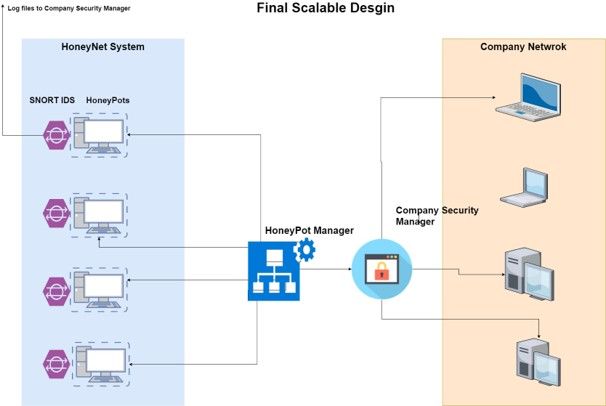 Log files to Company Security Manager
Final Scalable Desgin
HoneyNet System
Company Netwrok
SNORT IDS
HoneyPots
HoneyPot Manager
Company Security
Manager